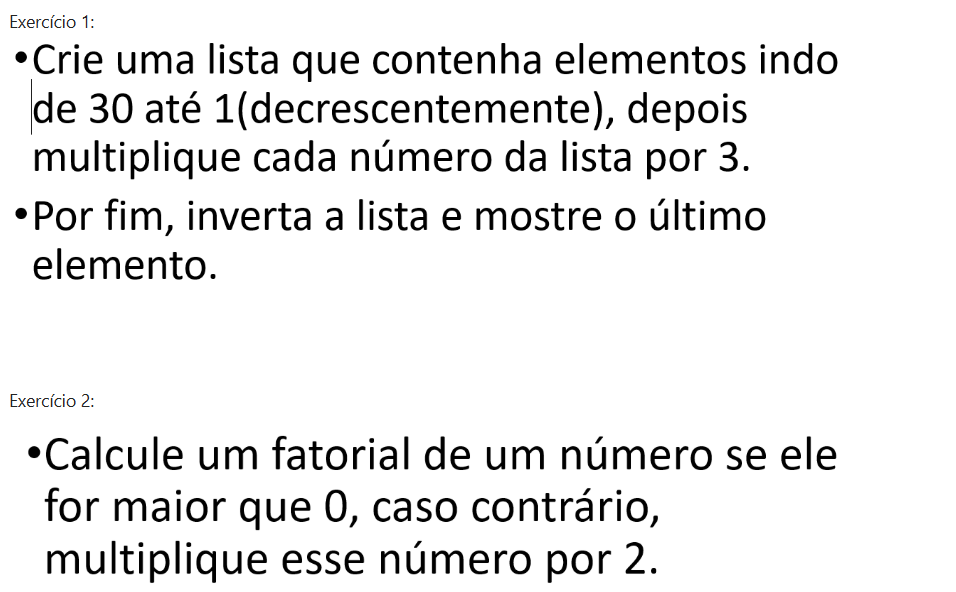 Exercício 1:
•Crie uma lista que contenha elementos indo
de 30 até 1(decrescentemente), depois
multiplique cada número da lista por 3.
•Por fim, inverta a lista e mostre o último
elemento.
Exercício 2:
•Calcule um fatorial de um número se ele
for maior que 0, caso contrário,
multiplique esse número por 2.